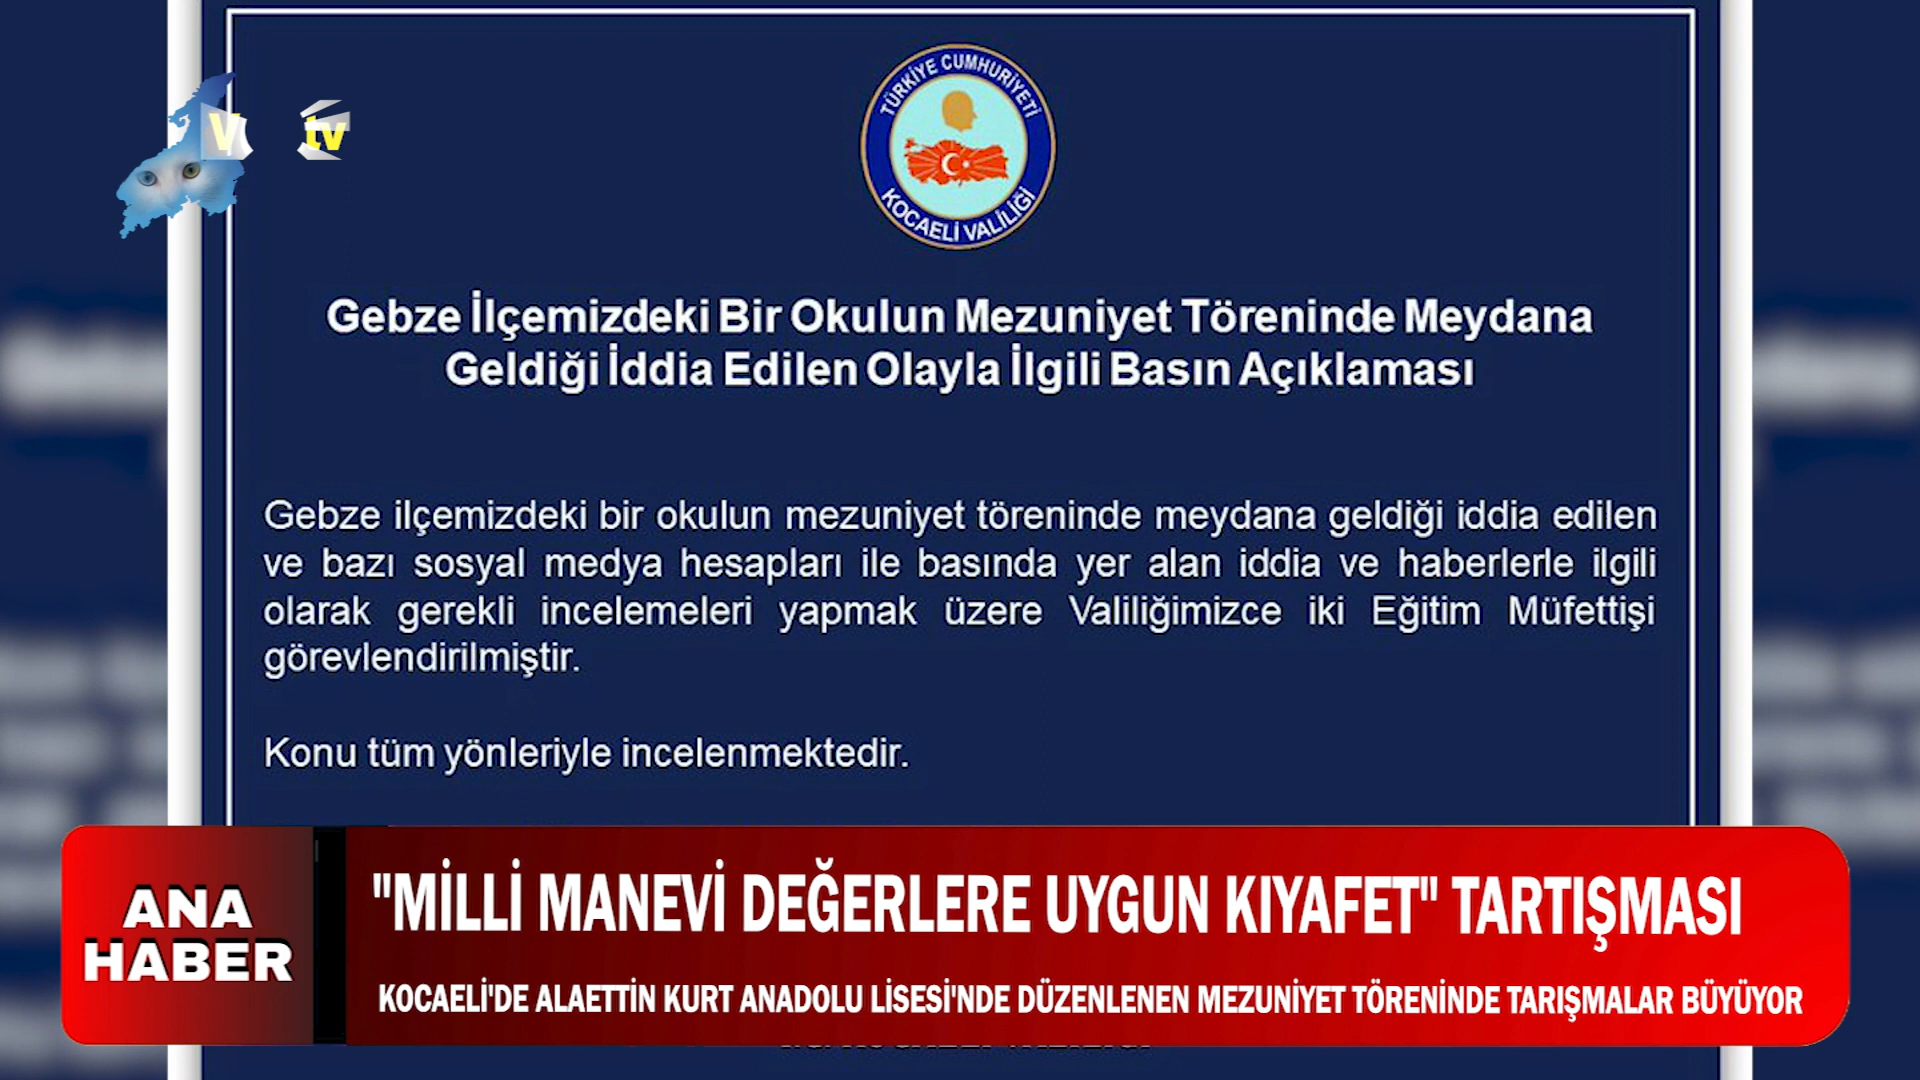 TÜRKİYE CUMHURİYETİ
KOCAELİ VALİLİĞİ
V tv
Gebze İlçemizdeki Bir Okulun Mezuniyet Töreninde Meydana
Geldiği İddia Edilen Olayla İlgili Basın Açıklaması
Gebze ilçemizdeki bir okulun mezuniyet töreninde meydana geldiği iddia edilen
ve bazı sosyal medya hesapları ile basında yer alan iddia ve haberlerle ilgili
olarak gerekli incelemeleri yapmak üzere Valiliğimizce iki Eğitim Müfettişi
görevlendirilmiştir.
Konu tüm yönleriyle incelenmektedir.
ANA
HABER
"MİLLİ MANEVİ DEĞERLERE UYGUN KIYAFET" TARTIŞMASI
KOCAELİ'DE ALAETTİN KURT ANADOLU LİSESİ'NDE DÜZENLENEN MEZUNİYET TÖRENİNDE TARIŞMALAR BÜYÜYOR